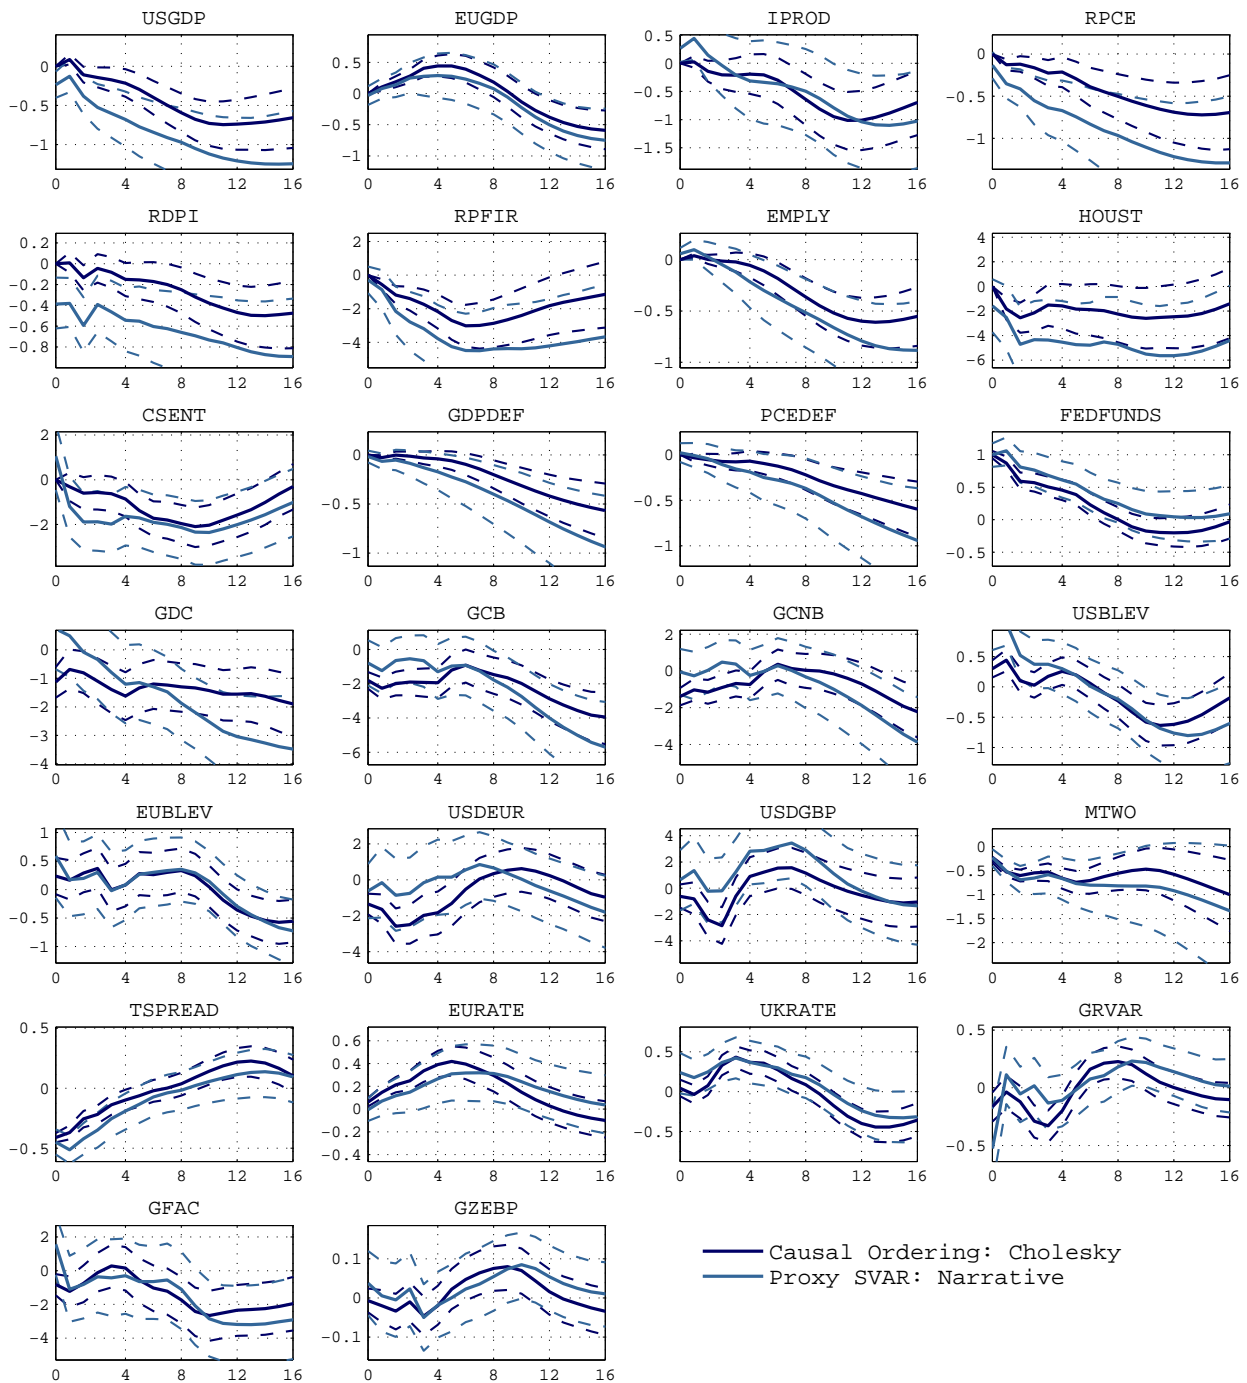 USGDP EUGDP IPROD RPCE
0 0.5 0.5 0
−0.5 0 0 −0.5
−1 −0.5 −0.5 −1
−1 −1
−1.5
0 4 8 12 16 0 4 8 12 16 0 4 8 12 16 0 4 8 12 16
RDPI RPFIR EMPLY HOUST
0.2 2 0 4
0 0 −0.5 2
−0.2 −2 −1 0
−0.4 −4 −2
−0.6 −4
−0.8 −6
0 4 8 12 16 0 4 8 12 16 0 4 8 12 16 0 4 8 12 16
CSENT GDPDEF PCEDEF FEDFUNDS
2 0 0 1
0 −0.5 −0.5 0.5
−2 −1 −1 0
−0.5
0 4 8 12 16 0 4 8 12 16 0 4 8 12 16 0 4 8 12 16
GDC GCB GCNB USBLEV
0 0 2 0.5
−1 −2 0 0
−2 −4 −2 −0.5
−3 −6 −4 −1
−4
0 4 8 12 16 0 4 8 12 16 0 4 8 12 16 0 4 8 12 16
EUBLEV USDEUR USDGBP MTWO
1 2 4 0
0.5 0 2 −0.5
0 −2 0 −1
−0.5 −4 −2 −1.5
−1 −4 −2
0 4 8 12 16 0 4 8 12 16 0 4 8 12 16 0 4 8 12 16
TSPREAD EURATE UKRATE GRVAR
0.5 0.6 0.5 0.5
0 0.4 0 0
−0.5 0.2 −0.5 −0.5
0
−0.2
−0.4
0 4 8 12 16 0 4 8 12 16 0 4 8 12 16 0 4 8 12 16
GFAC GZEBP
2 0.1
0 0
−2 −0.1
−4
0 4 8 12 16 0 4 8 12 16
Causal Ordering: Cholesky
Proxy SVAR: Narrative